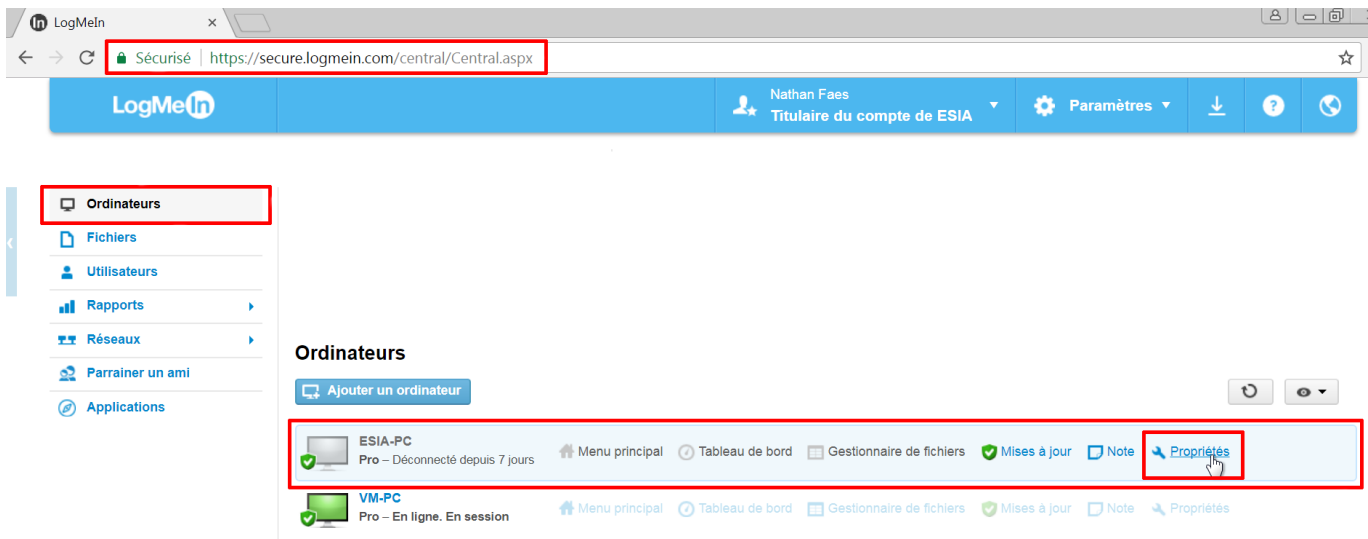 LogMeIn
Sécurisé | https://secure.logmein.com/central/Central.aspx
LogMeIn
Nathan Faes
Titulaire du compte de ESIA
Paramètres
Ordinateurs
Fichiers
Utilisateurs
Rapports
Réseaux
Parrainer un ami
Applications
Ordinateurs
Ajouter un ordinateur
ESIA-PC
Pro – Déconnecté depuis 7 jours
Menu principal Tableau de bord Gestionnaire de fichiers Mises à jour Note Propriétés
VM-PC
Pro – En ligne. En session
Menu principal Tableau de bord Gestionnaire de fichiers Mises à jour Note Propriétés